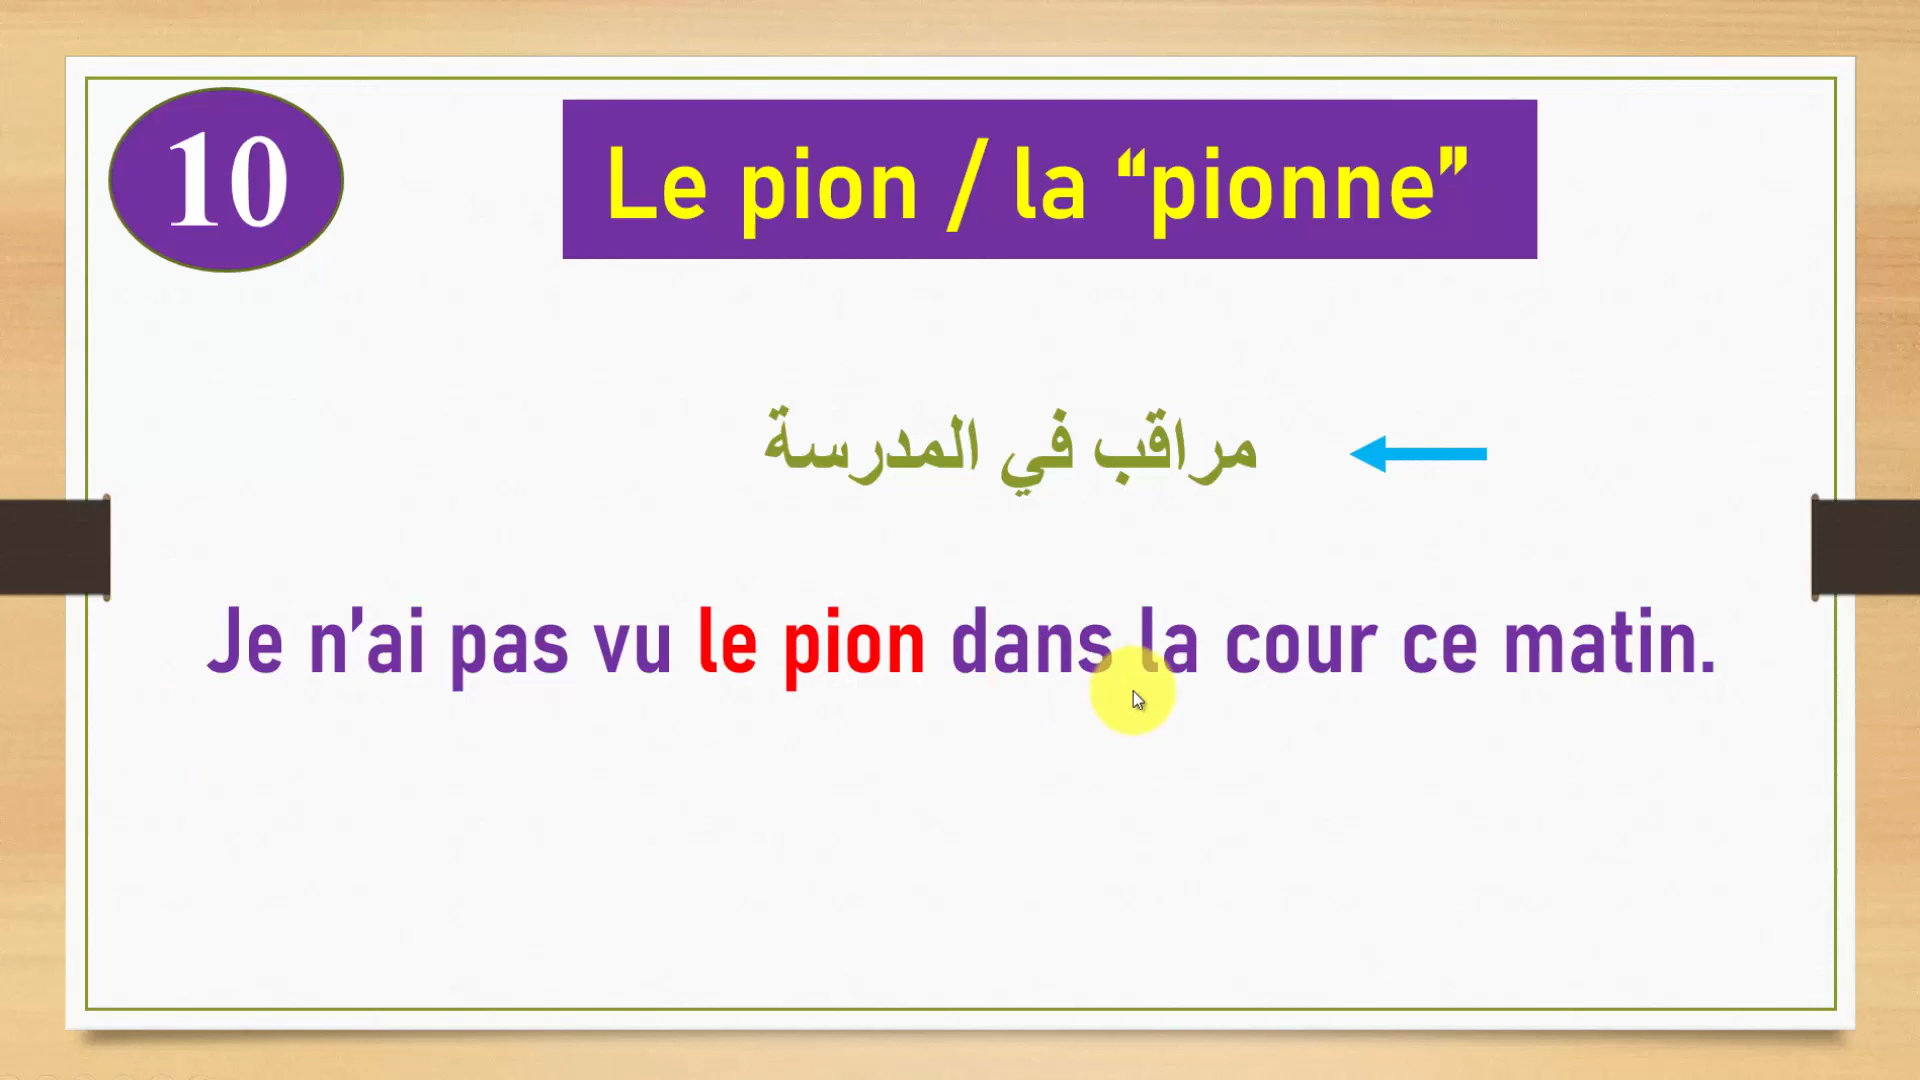 10
Le pion / la “pionne”
مراقب في المدرسة
Je n’ai pas vu le pion dans la cour ce matin.